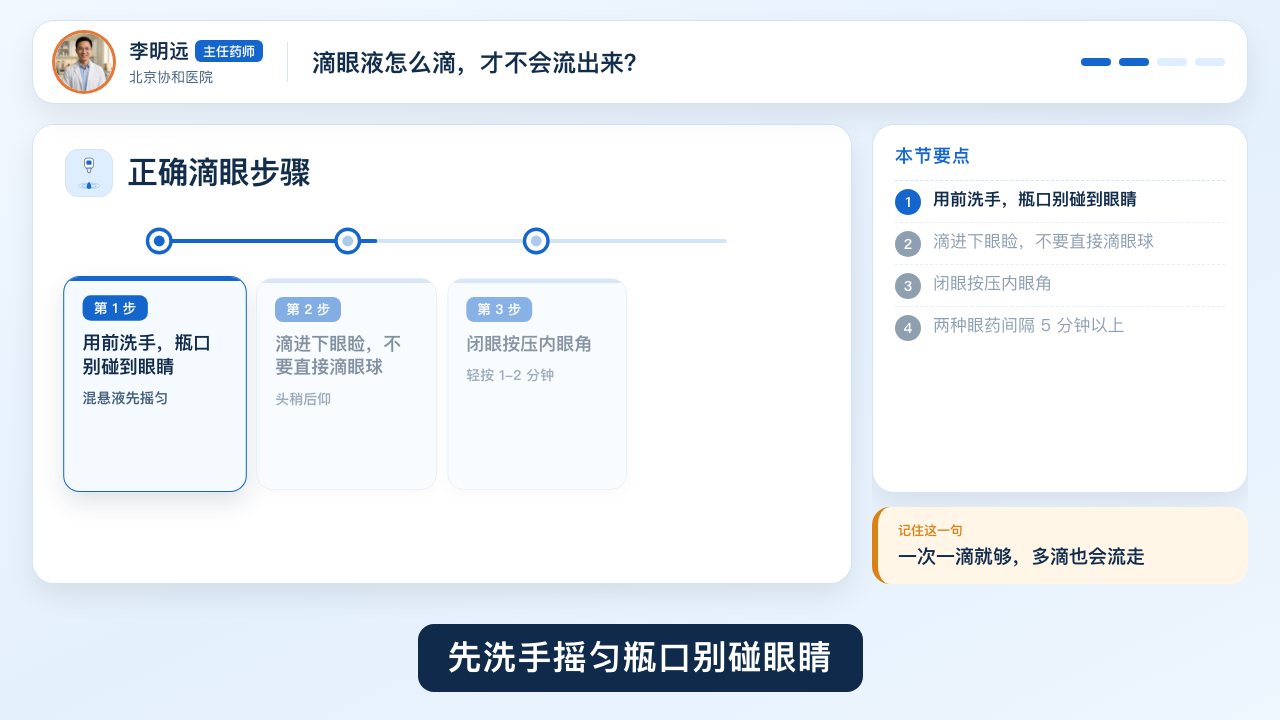 李明远 主任药师
北京协和医院
滴眼液怎么滴，才不会流出来？
正确滴眼步骤
第 1 步
用前洗手，瓶口
别碰到眼睛
混悬液先摇匀
第 2 步
滴进下眼睑，不
要直接滴眼球
头稍后仰
第 3 步
闭眼按压内眼角
轻按 1–2 分钟
本节要点
1 用前洗手，瓶口别碰到眼睛
2 滴进下眼睑，不要直接滴眼球
3 闭眼按压内眼角
4 两种眼药间隔 5 分钟以上
记住这一句
一次一滴就够，多滴也会流走
先洗手摇匀瓶口别碰眼睛